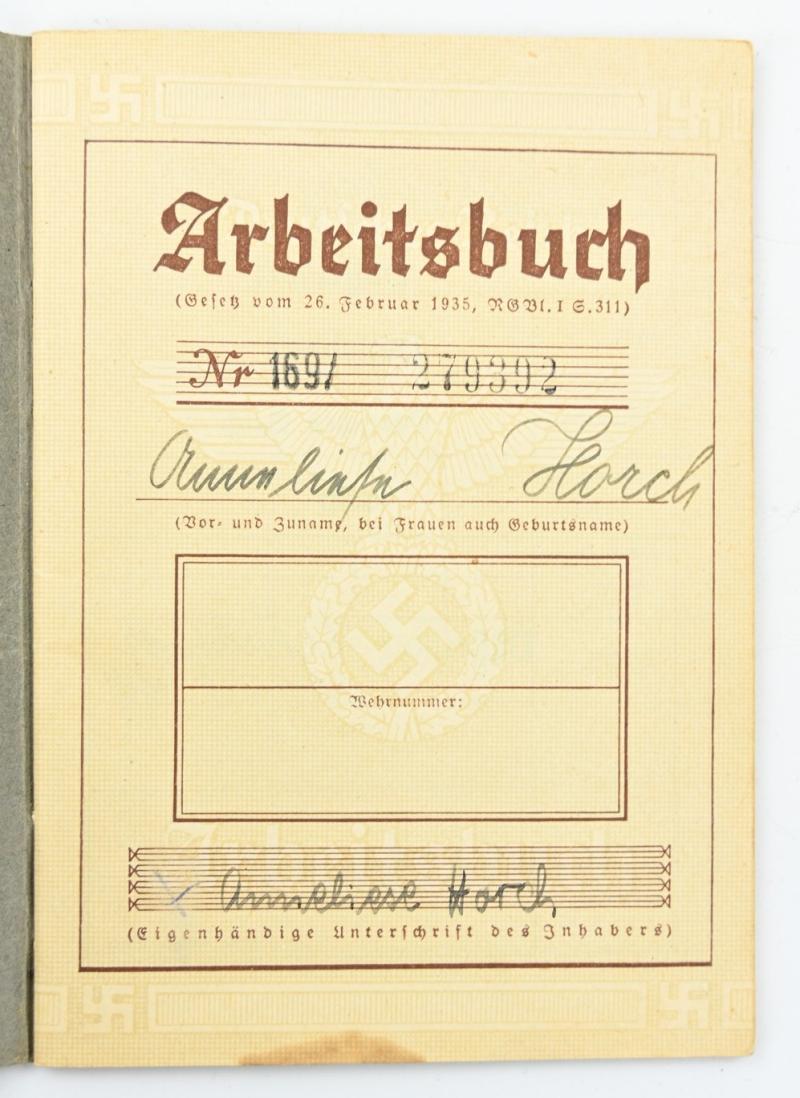 Arbeitsbuch
(Gesetz vom 26. Februar 1935, RGBl. I S. 311)
Nr 169/ 279392
Anneliese Horch
(Vor- und Zuname, bei Frauen auch Geburtsname)
Wehrnummer:
Anneliese Horch
(Eigenhändige Unterschrift des Inhabers)